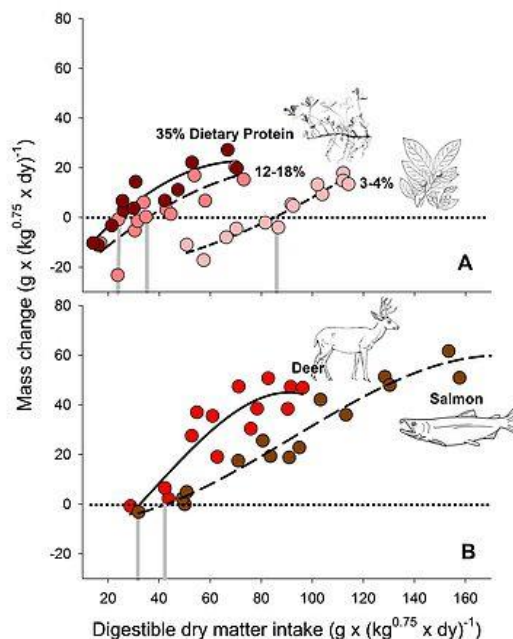 80
60
40
20
0
-20
35% Dietary Protein
12-18%
3-4%
A
Mass change (g x (kg0.75 x dy)-1)
80
60
40
20
0
-20
Deer
Salmon
B
0 20 40 60 80 100 120 140 160
Digestible dry matter intake (g x (kg0.75 x dy)-1)